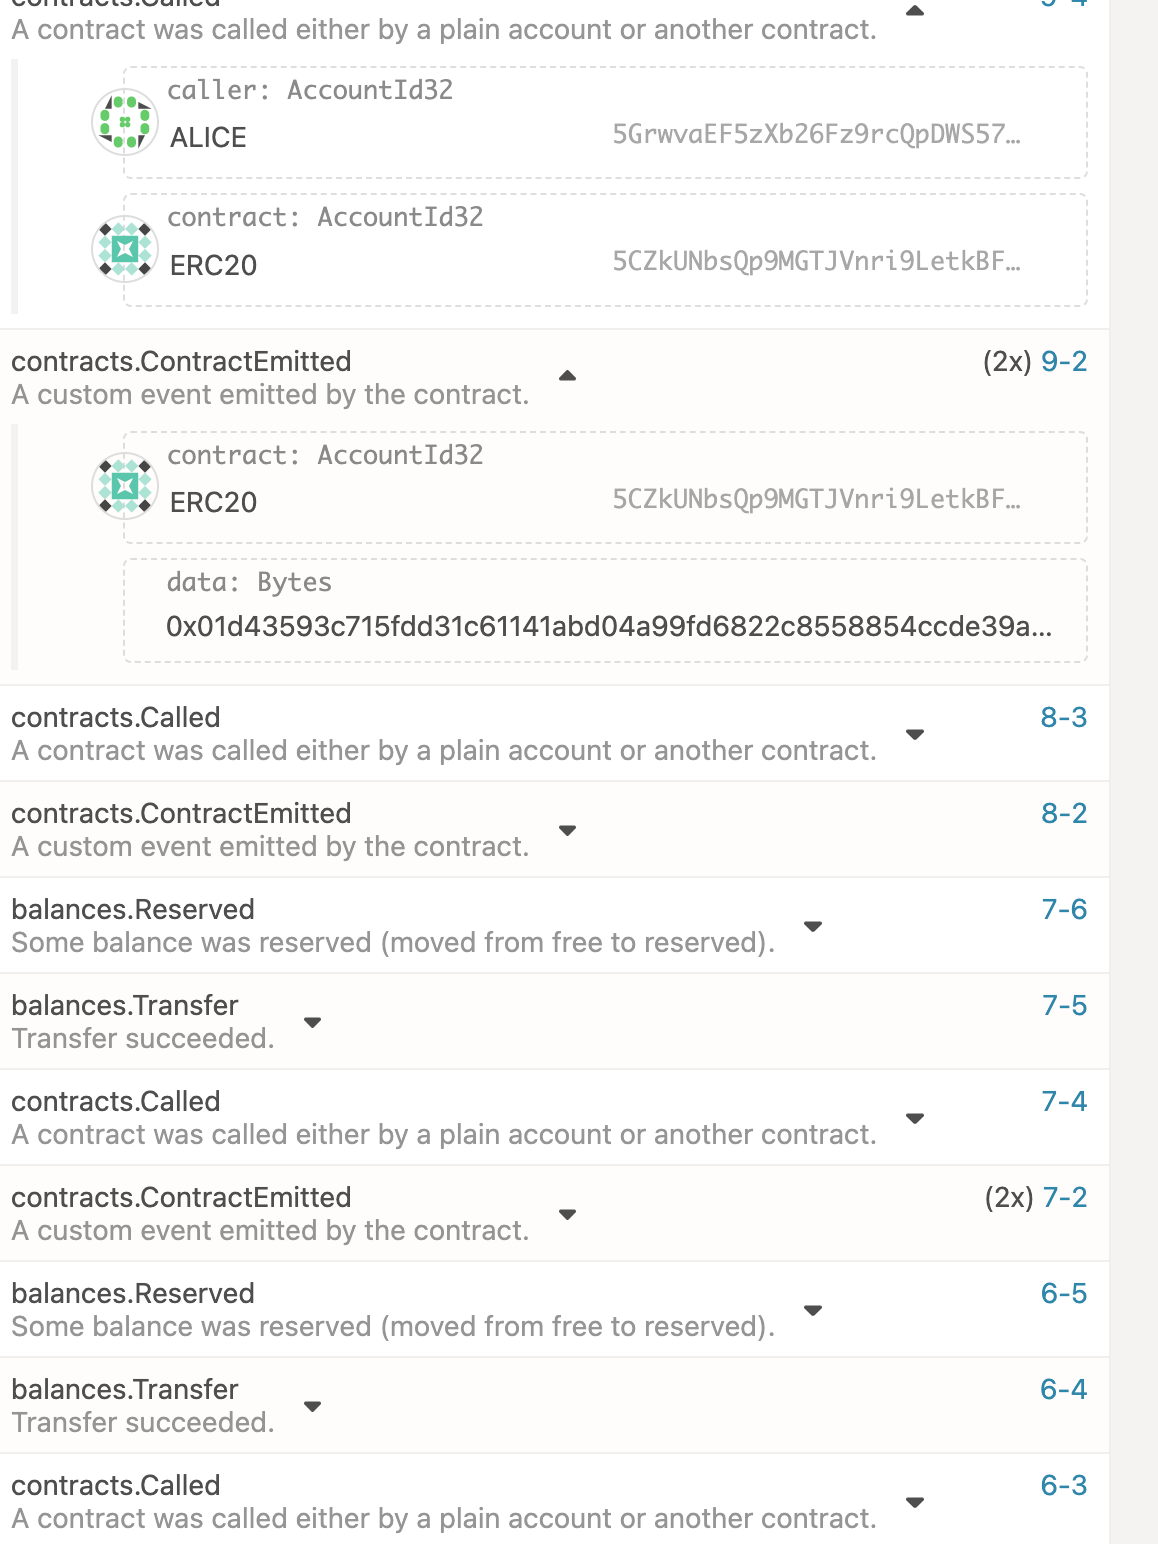 contracts.Called 9-4
A contract was called either by a plain account or another contract.
caller: AccountId32
ALICE 5GrwvaEF5zXb26Fz9rcQpDWS57…
contract: AccountId32
ERC20 5CZkUNbsQp9MGTJVnri9LetkBF…
contracts.ContractEmitted (2x) 9-2
A custom event emitted by the contract.
contract: AccountId32
ERC20 5CZkUNbsQp9MGTJVnri9LetkBF…
data: Bytes
0x01d43593c715fdd31c61141abd04a99fd6822c8558854ccde39a…
contracts.Called 8-3
A contract was called either by a plain account or another contract.
contracts.ContractEmitted 8-2
A custom event emitted by the contract.
balances.Reserved 7-6
Some balance was reserved (moved from free to reserved).
balances.Transfer 7-5
Transfer succeeded.
contracts.Called 7-4
A contract was called either by a plain account or another contract.
contracts.ContractEmitted (2x) 7-2
A custom event emitted by the contract.
balances.Reserved 6-5
Some balance was reserved (moved from free to reserved).
balances.Transfer 6-4
Transfer succeeded.
contracts.Called 6-3
A contract was called either by a plain account or another contract.